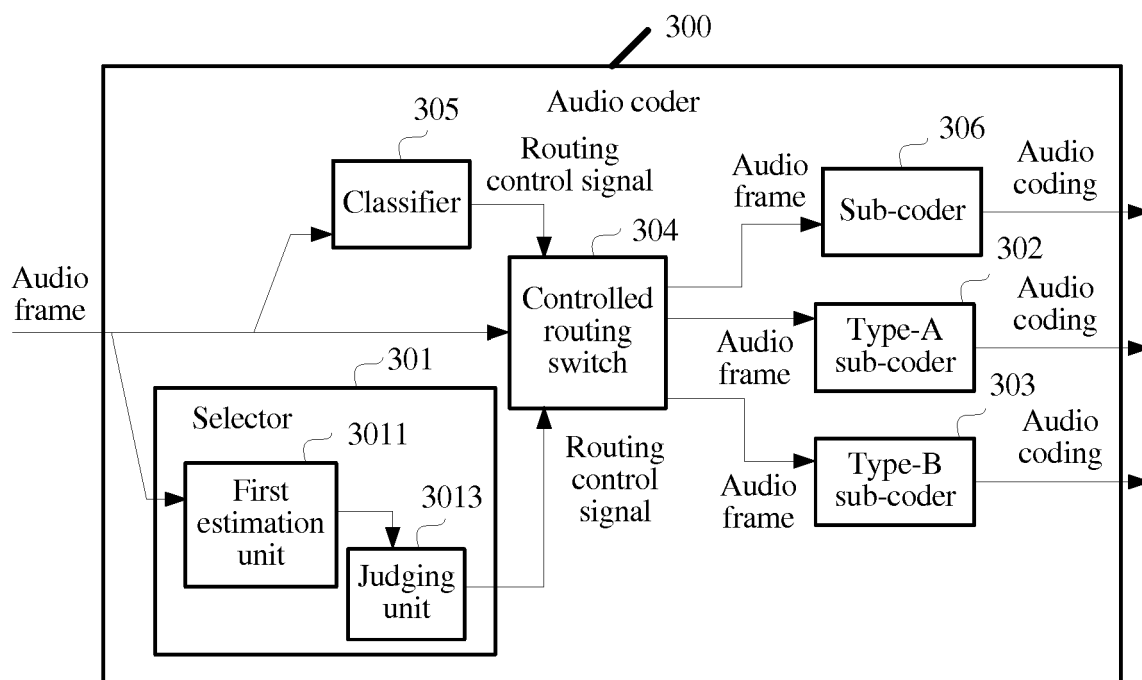 300
Audio coder
305
Routing
control signal
306
Audio
coding
Classifier
Audio
frame
Sub-coder
304
302
Audio
frame
Controlled
routing
switch
Audio
coding
Type-A
sub-coder
301
Audio
frame
303
Selector
3011
Routing
control
signal
Audio
coding
First
estimation
unit
3013
Type-B
sub-coder
Audio
frame
Judging
unit